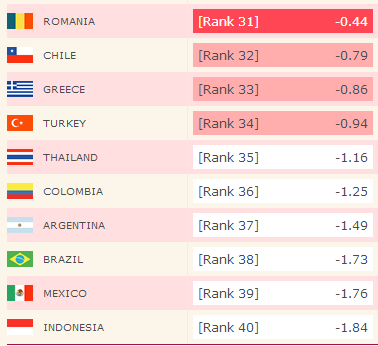 ROMANIA [Rank 31] -0.44
CHILE [Rank 32] -0.79
GREECE [Rank 33] -0.86
TURKEY [Rank 34] -0.94
THAILAND [Rank 35] -1.16
COLOMBIA [Rank 36] -1.25
ARGENTINA [Rank 37] -1.49
BRAZIL [Rank 38] -1.73
MEXICO [Rank 39] -1.76
INDONESIA [Rank 40] -1.84